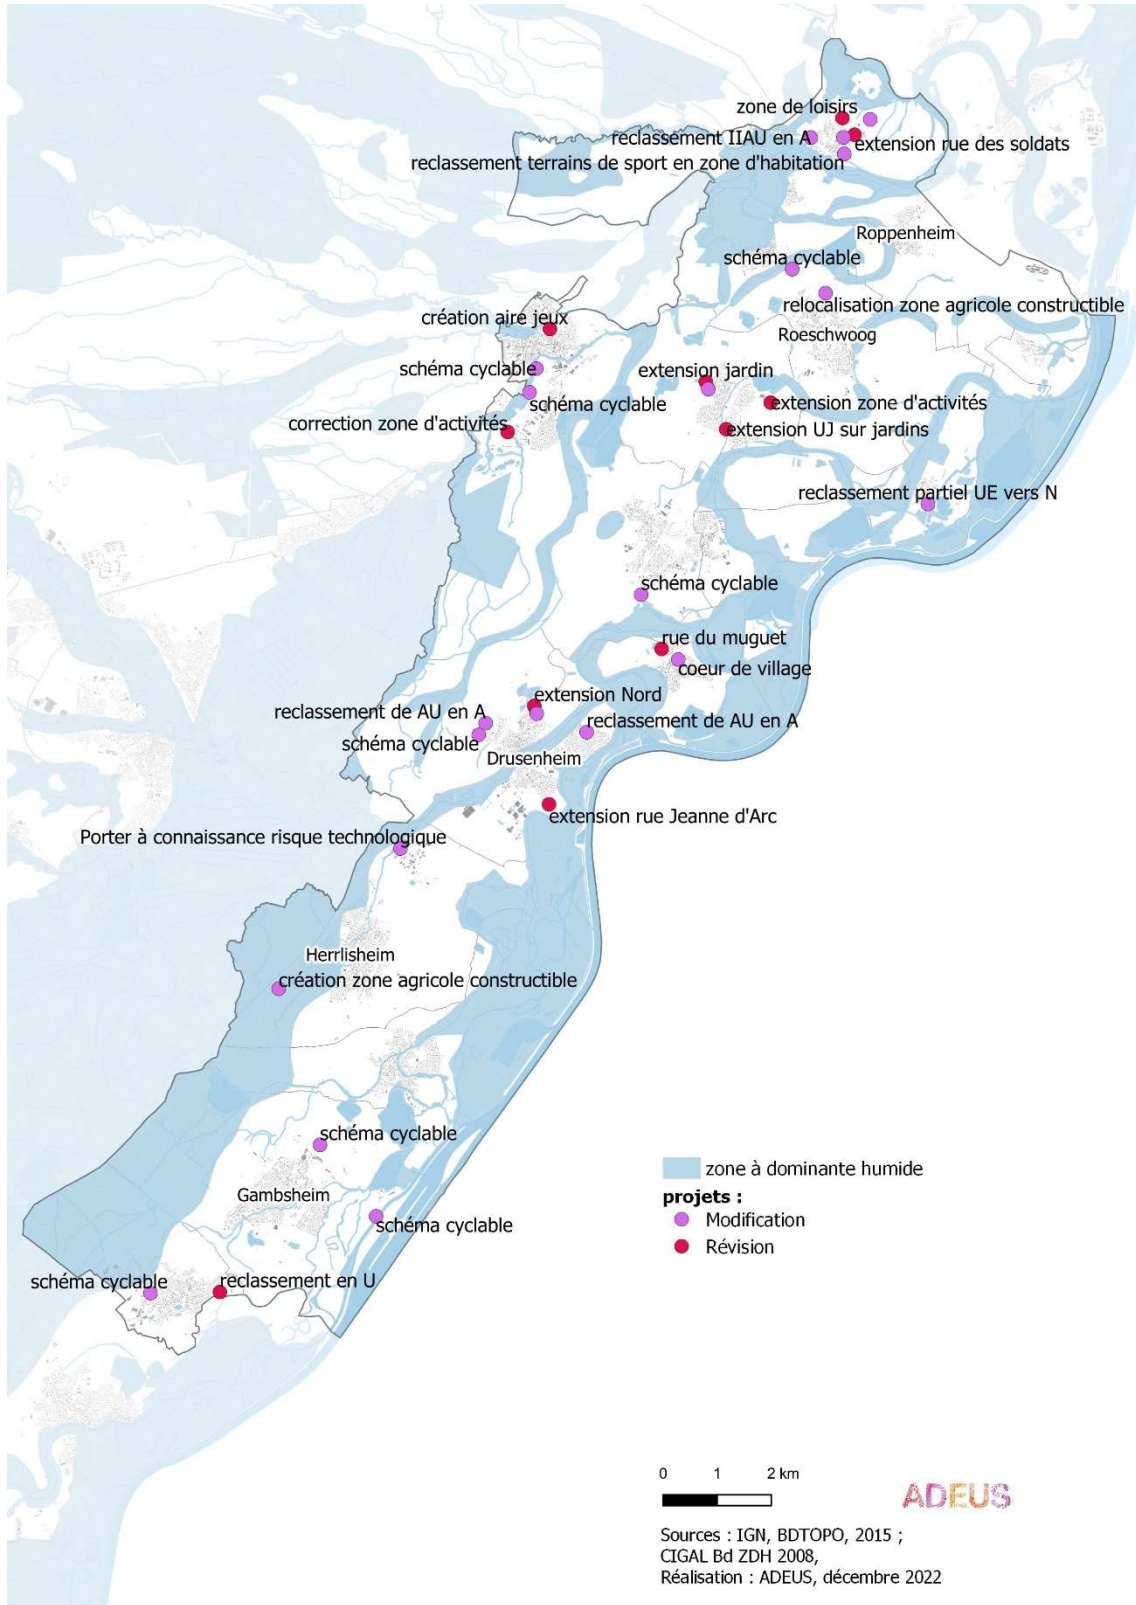 zone de loisirs
reclassement IIAU en A
extension rue des soldats
reclassement terrains de sport en zone d'habitation
Roppenheim
schéma cyclable
relocalisation zone agricole constructible
création aire jeux
Roeschwoog
schéma cyclable
extension jardin
schéma cyclable
extension zone d'activités
correction zone d'activités
extension UJ sur jardins
reclassement partiel UE vers N
schéma cyclable
rue du muguet
coeur de village
extension Nord
reclassement de AU en A
reclassement de AU en A
schéma cyclable
Drusenheim
extension rue Jeanne d'Arc
Porter à connaissance risque technologique
Herrlisheim
création zone agricole constructible
schéma cyclable
Gambsheim
schéma cyclable
schéma cyclable
reclassement en U
zone à dominante humide
projets :
Modification
Révision
0 1 2 km
ADEUS
Sources : IGN, BDTOPO, 2015 ;
CIGAL Bd ZDH 2008,
Réalisation : ADEUS, décembre 2022